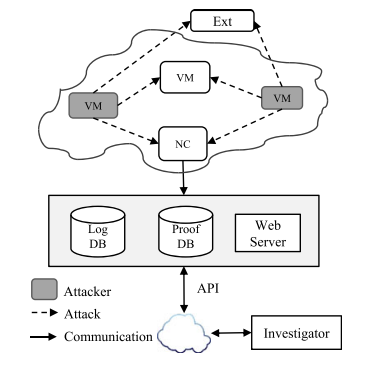 Ext
VM
VM
VM
NC
Log
DB
Proof
DB
Web
Server
API
Attacker
Attack
Communication
Investigator